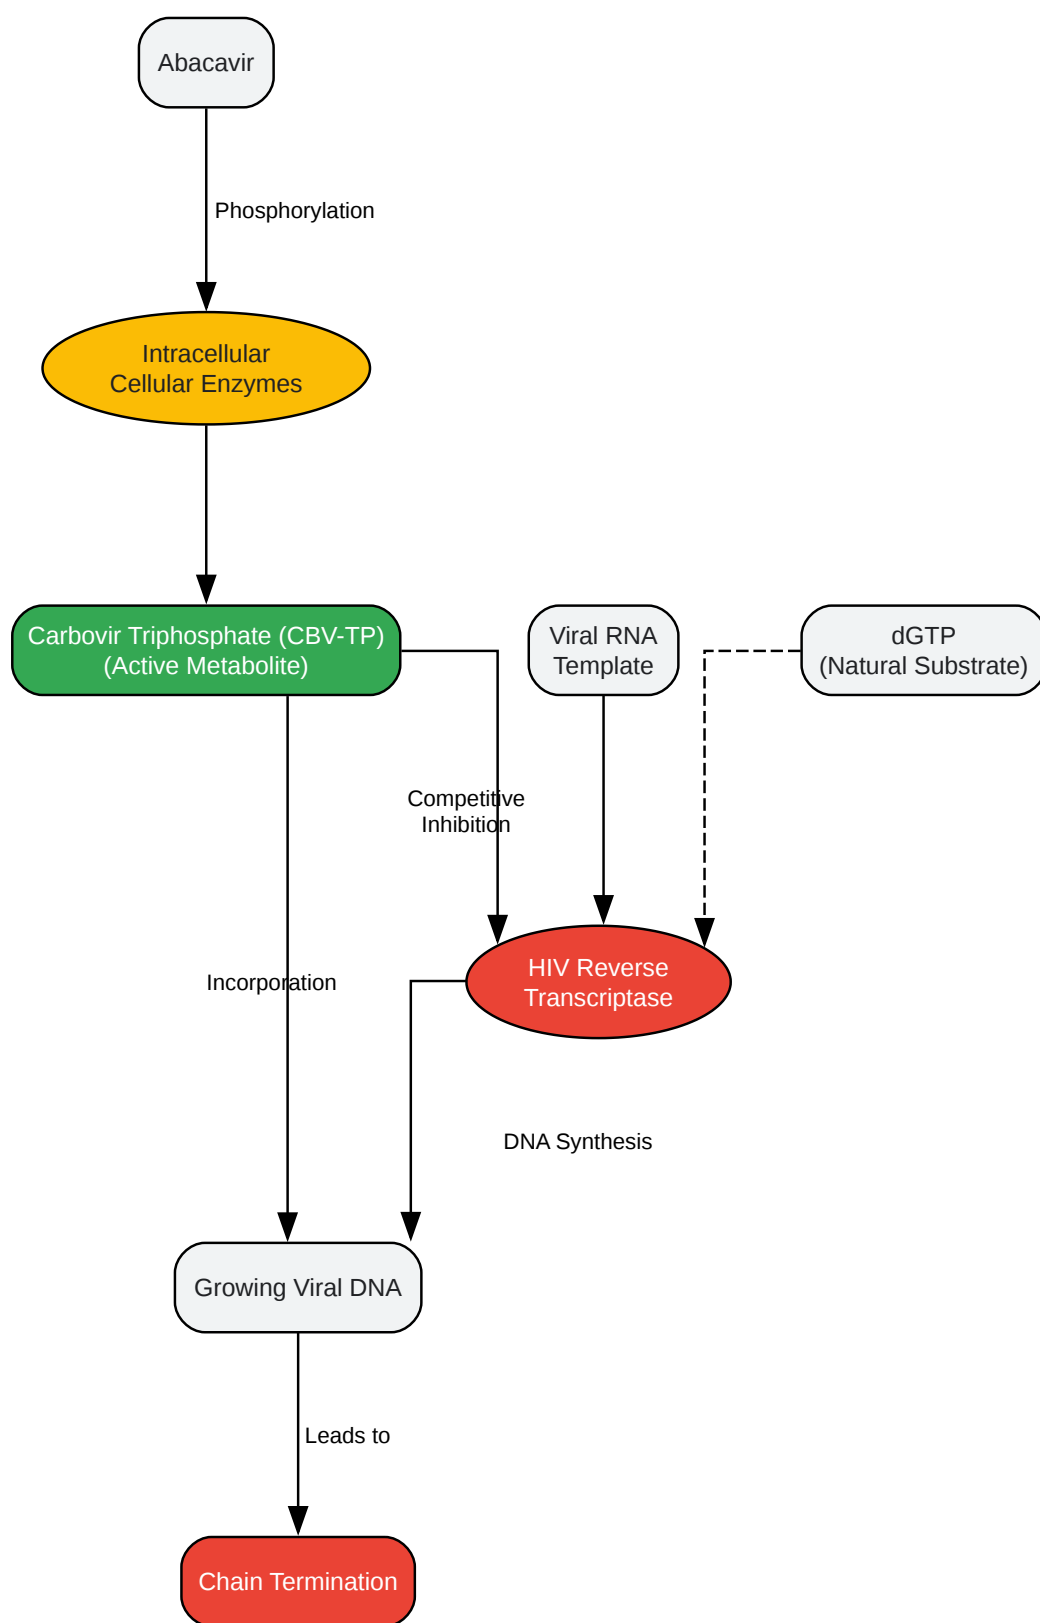 Abacavir
Phosphorylation
Intracellular
Cellular Enzymes
Carbovir Triphosphate (CBV-TP)
(Active Metabolite)
Viral RNA
Template
dGTP
(Natural Substrate)
Competitive
Inhibition
HIV Reverse
Transcriptase
Incorporation
DNA Synthesis
Growing Viral DNA
Leads to
Chain Termination